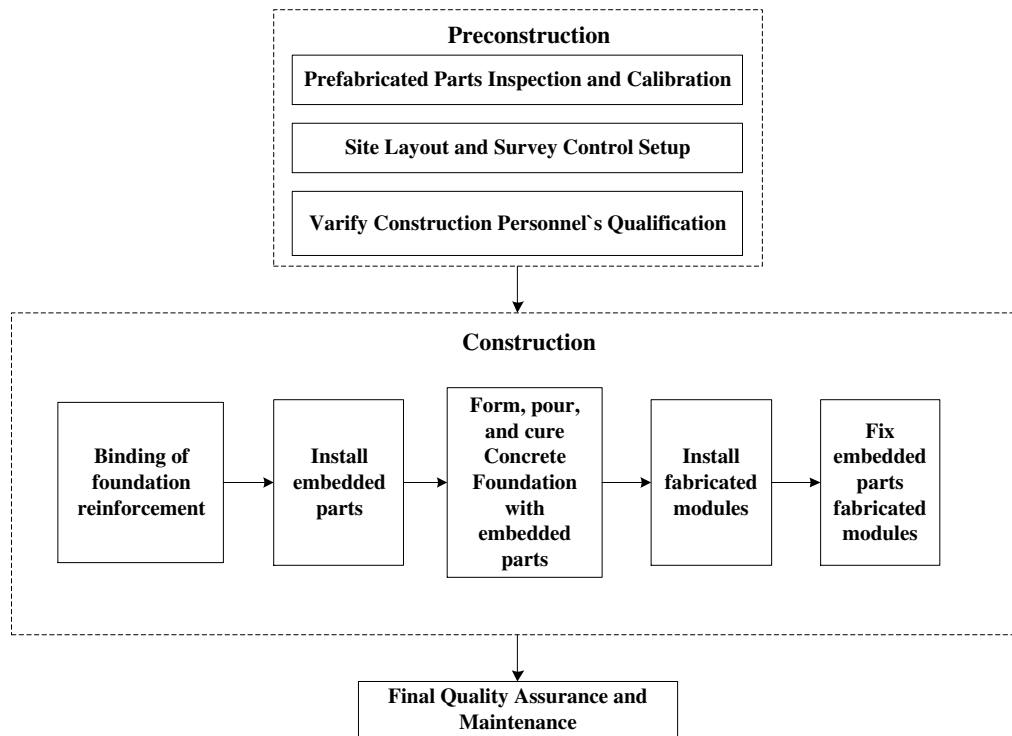 Preconstruction
Prefabricated Parts Inspection and Calibration
Site Layout and Survey Control Setup
Varify Construction Personnel`s Qualification
Construction
Binding of
foundation
reinforcement
Install
embedded
parts
Form, pour,
and cure
Concrete
Foundation
with
embedded
parts
Install
fabricated
modules
Fix
embedded
parts
fabricated
modules
Final Quality Assurance and
Maintenance